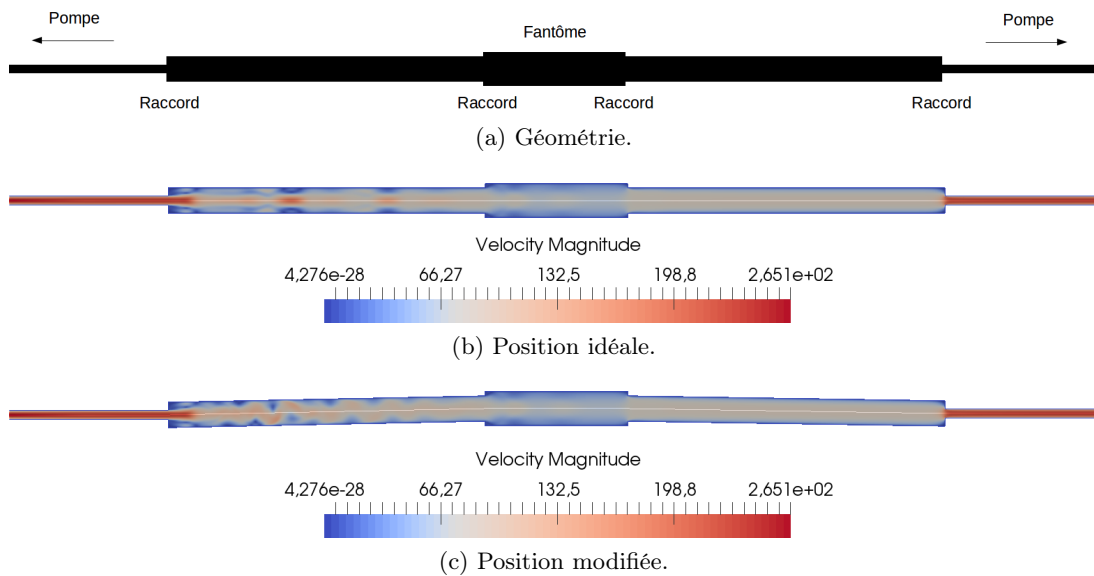 Pompe
Fantôme
Pompe
Raccord
Raccord
Raccord
Raccord
(a) Géométrie.
Velocity Magnitude
4,276e-28 66,27 132,5 198,8 2,651e+02
(b) Position idéale.
Velocity Magnitude
4,276e-28 66,27 132,5 198,8 2,651e+02
(c) Position modifiée.